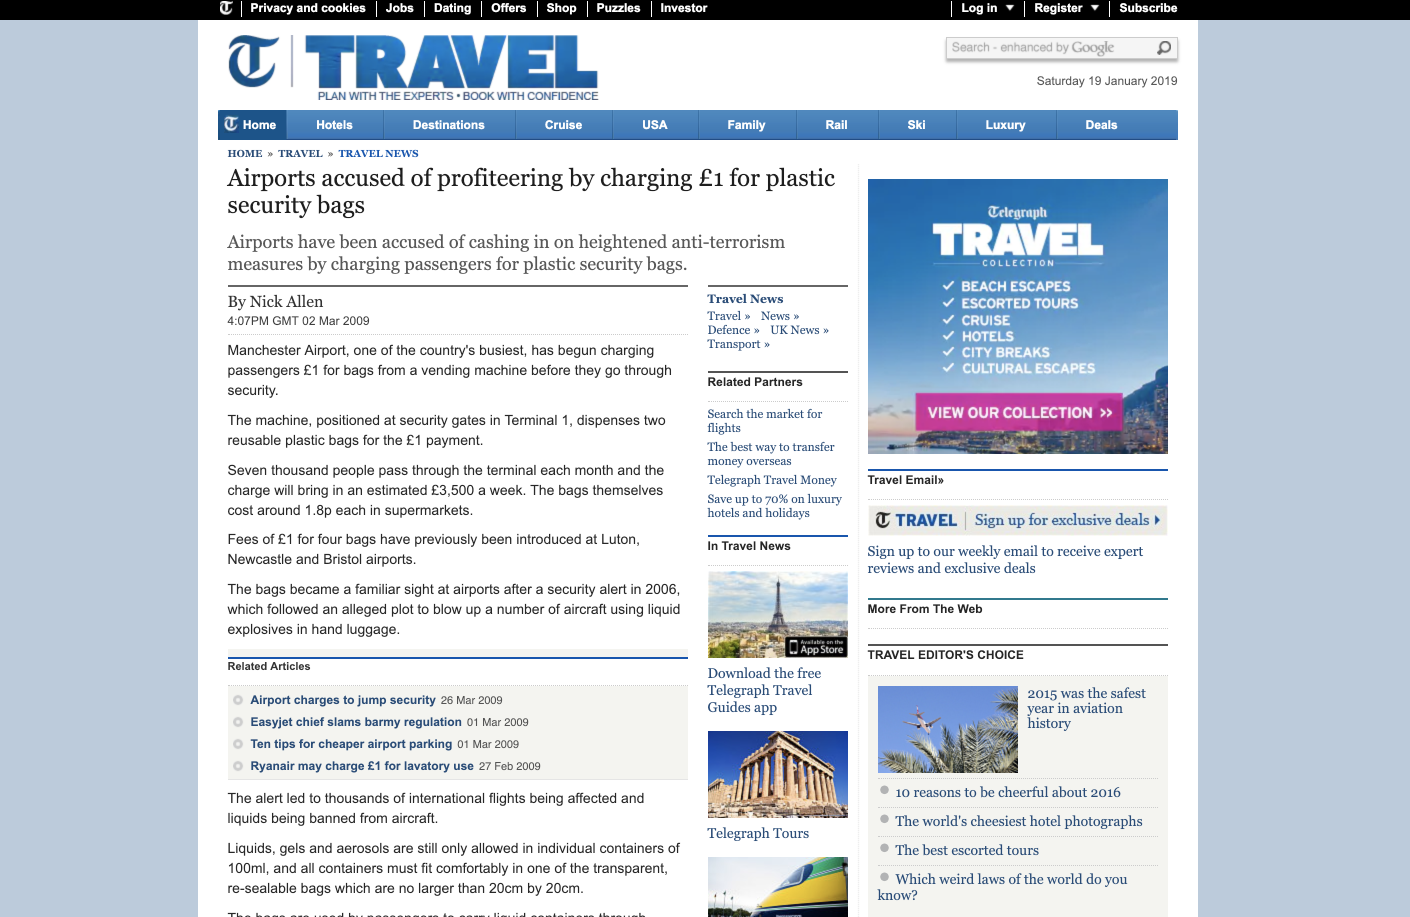 Privacy and cookies
Jobs
Dating
Offers
Shop
Puzzles
Investor
Log in
Register
Subscribe
T TRAVEL
PLAN WITH THE EXPERTS • BOOK WITH CONFIDENCE
Search - enhanced by Google
Saturday 19 January 2019
Home
Hotels
Destinations
Cruise
USA
Family
Rail
Ski
Luxury
Deals
HOME » TRAVEL » TRAVEL NEWS
Airports accused of profiteering by charging £1 for plastic
security bags
Airports have been accused of cashing in on heightened anti-terrorism
measures by charging passengers for plastic security bags.
By Nick Allen
4:07PM GMT 02 Mar 2009
Manchester Airport, one of the country's busiest, has begun charging
passengers £1 for bags from a vending machine before they go through
security.
The machine, positioned at security gates in Terminal 1, dispenses two
reusable plastic bags for the £1 payment.
Seven thousand people pass through the terminal each month and the
charge will bring in an estimated £3,500 a week. The bags themselves
cost around 1.8p each in supermarkets.
Fees of £1 for four bags have previously been introduced at Luton,
Newcastle and Bristol airports.
The bags became a familiar sight at airports after a security alert in 2006,
which followed an alleged plot to blow up a number of aircraft using liquid
explosives in hand luggage.
Related Articles
Airport charges to jump security 26 Mar 2009
Easyjet chief slams barmy regulation 01 Mar 2009
Ten tips for cheaper airport parking 01 Mar 2009
Ryanair may charge £1 for lavatory use 27 Feb 2009
The alert led to thousands of international flights being affected and
liquids being banned from aircraft.
Liquids, gels and aerosols are still only allowed in individual containers of
100ml, and all containers must fit comfortably in one of the transparent,
re-sealable bags which are no larger than 20cm by 20cm.
The bags are used by passengers to carry liquid containers through
Travel News
Travel » News »
Defence » UK News »
Transport »
Related Partners
Search the market for
flights
The best way to transfer
money overseas
Telegraph Travel Money
Save up to 70% on luxury
hotels and holidays
In Travel News
Available on the
App Store
Download the free
Telegraph Travel
Guides app
Telegraph Tours
Telegraph
TRAVEL
COLLECTION
BEACH ESCAPES
ESCORTED TOURS
CRUISE
HOTELS
CITY BREAKS
CULTURAL ESCAPES
VIEW OUR COLLECTION »
Travel Email»
T TRAVEL Sign up for exclusive deals
Sign up to our weekly email to receive expert
reviews and exclusive deals
More From The Web
TRAVEL EDITOR'S CHOICE
2015 was the safest
year in aviation
history
10 reasons to be cheerful about 2016
The world's cheesiest hotel photographs
The best escorted tours
Which weird laws of the world do you
know?